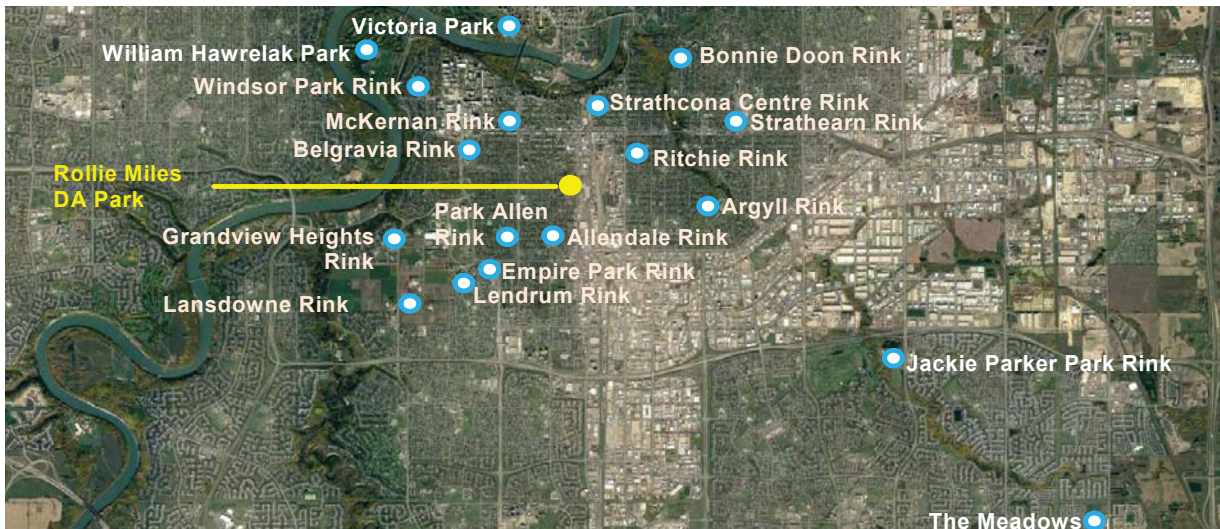 Victoria Park
William Hawrelak Park
Bonnie Doon Rink
Windsor Park Rink
Strathcona Centre Rink
McKernan Rink
Strathearn Rink
Belgravia Rink
Ritchie Rink
Rollie Miles
DA Park
Argyll Rink
Park Allen
Rink
Allendale Rink
Grandview Heights
Rink
Empire Park Rink
Lendrum Rink
Lansdowne Rink
Jackie Parker Park Rink
The Meadows